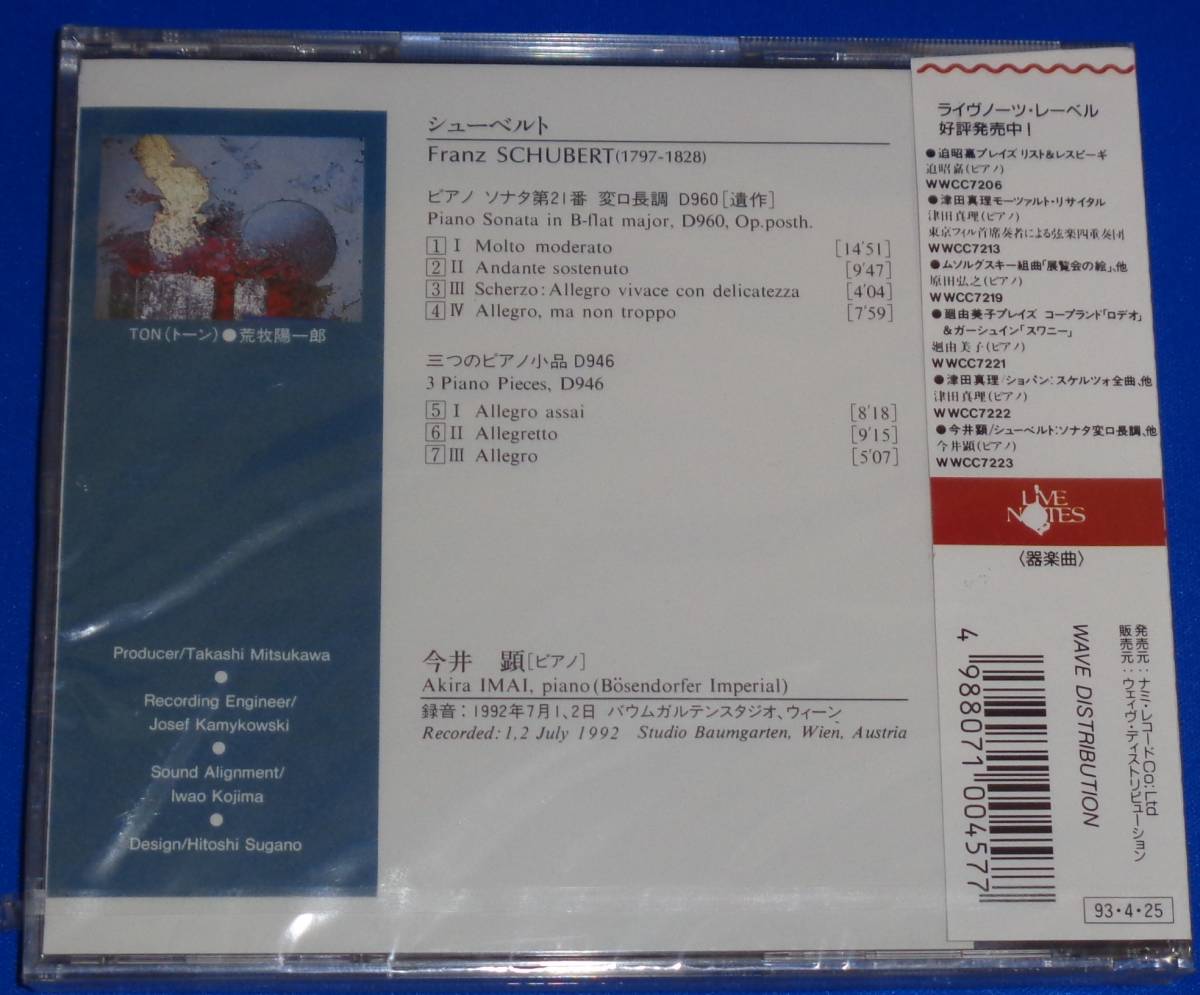 シューベルト
Franz SCHUBERT(1797-1828)
ピアノ ソナタ第21番 変ロ長調 D960[遺作]
Piano Sonata in B-flat major, D960, Op.posth.
1 I Molto moderato [14'51]
2 II Andante sostenuto [9'47]
3 III Scherzo: Allegro vivace con delicatezza [4'04]
4 IV Allegro, ma non troppo [7'59]
三つのピアノ小品 D946
3 Piano Pieces, D946
5 I Allegro assai [8'18]
6 II Allegretto [9'15]
7 III Allegro [5'07]
今井 顕[ピアノ]
Akira IMAI, piano(Bösendorfer Imperial)
録音：1992年7月1、2日 バウムガルテンスタジオ、ウィーン
Recorded: 1, 2 July 1992 Studio Baumgarten, Wien, Austria
TON(トーン)●荒牧陽一郎
Producer/Takashi Mitsukawa
●
Recording Engineer/
Josef Kamykowski
●
Sound Alignment/
Iwao Kojima
●
Design/Hitoshi Sugano
ライヴノーツ・レーベル
好評発売中！
●迫昭嘉プレイズ リスト&レスピーギ
迫昭嘉(ピアノ)
WWCC7206
●津田真理モーツァルト・リサイタル
津田真理(ピアノ)
東京フィル首席奏者による弦楽四重奏団
WWCC7213
●ムソルグスキー組曲「展覧会の絵」、他
原田弘之(ピアノ)
WWCC7219
●廻由美子プレイズ コープランド「ロデオ」
&ガーシュイン「スワニー」
廻由美子(ピアノ)
WWCC7221
●津田真理/ショパン：スケルツォ全曲、他
津田真理(ピアノ)
WWCC7222
●今井顕/シューベルト：ソナタ変ロ長調、他
今井顕(ピアノ)
WWCC7223
LIVE
NOTES
〈器楽曲〉
発売元：ナミ・レコードCo：Ltd
販売元：ウェイヴ・ディストリビューション
WAVE DISTRIBUTION
4 988071 004577
93・4・25